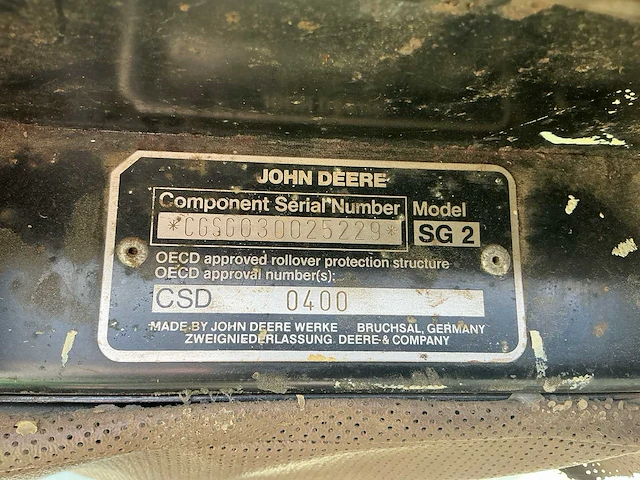 JOHN DEERE
Component Serial Number Model
*CGSG030025229* SG 2
OECD approved rollover protection structure
OECD approval number(s):
CSD 0400
MADE BY JOHN DEERE WERKE BRUCHSAL, GERMANY
ZWEIGNIEDERLASSUNG DEERE & COMPANY